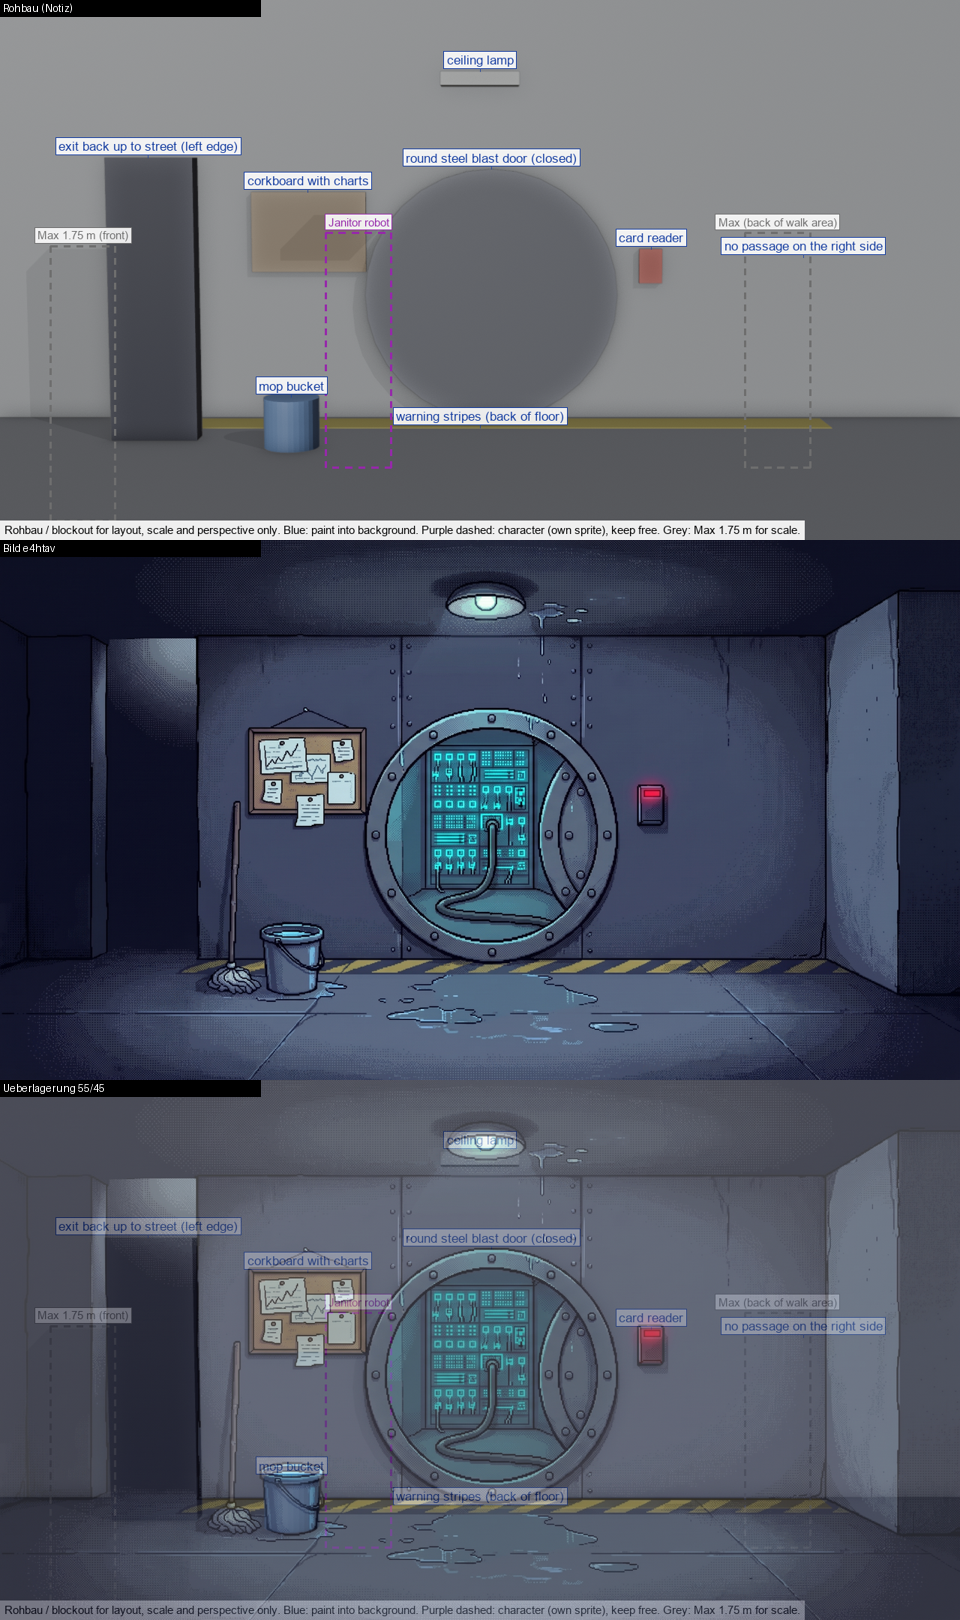 Rohbau (Notiz)
ceiling lamp
exit back up to street (left edge)
round steel blast door (closed)
corkboard with charts
Janitor robot
Max (back of walk area)
Max 1.75 m (front)
card reader
no passage on the right side
mop bucket
warning stripes (back of floor)
Rohbau / blockout for layout, scale and perspective only. Blue: paint into background. Purple dashed: character (own sprite), keep free. Grey: Max 1.75 m for scale.
Bild e4htav
Ueberlagerung 55/45
ceiling lamp
exit back up to street (left edge)
round steel blast door (closed)
corkboard with charts
Janitor robot
Max (back of walk area)
Max 1.75 m (front)
card reader
no passage on the right side
mop bucket
warning stripes (back of floor)
Rohbau / blockout for layout, scale and perspective only. Blue: paint into background. Purple dashed: character (own sprite), keep free. Grey: Max 1.75 m for scale.